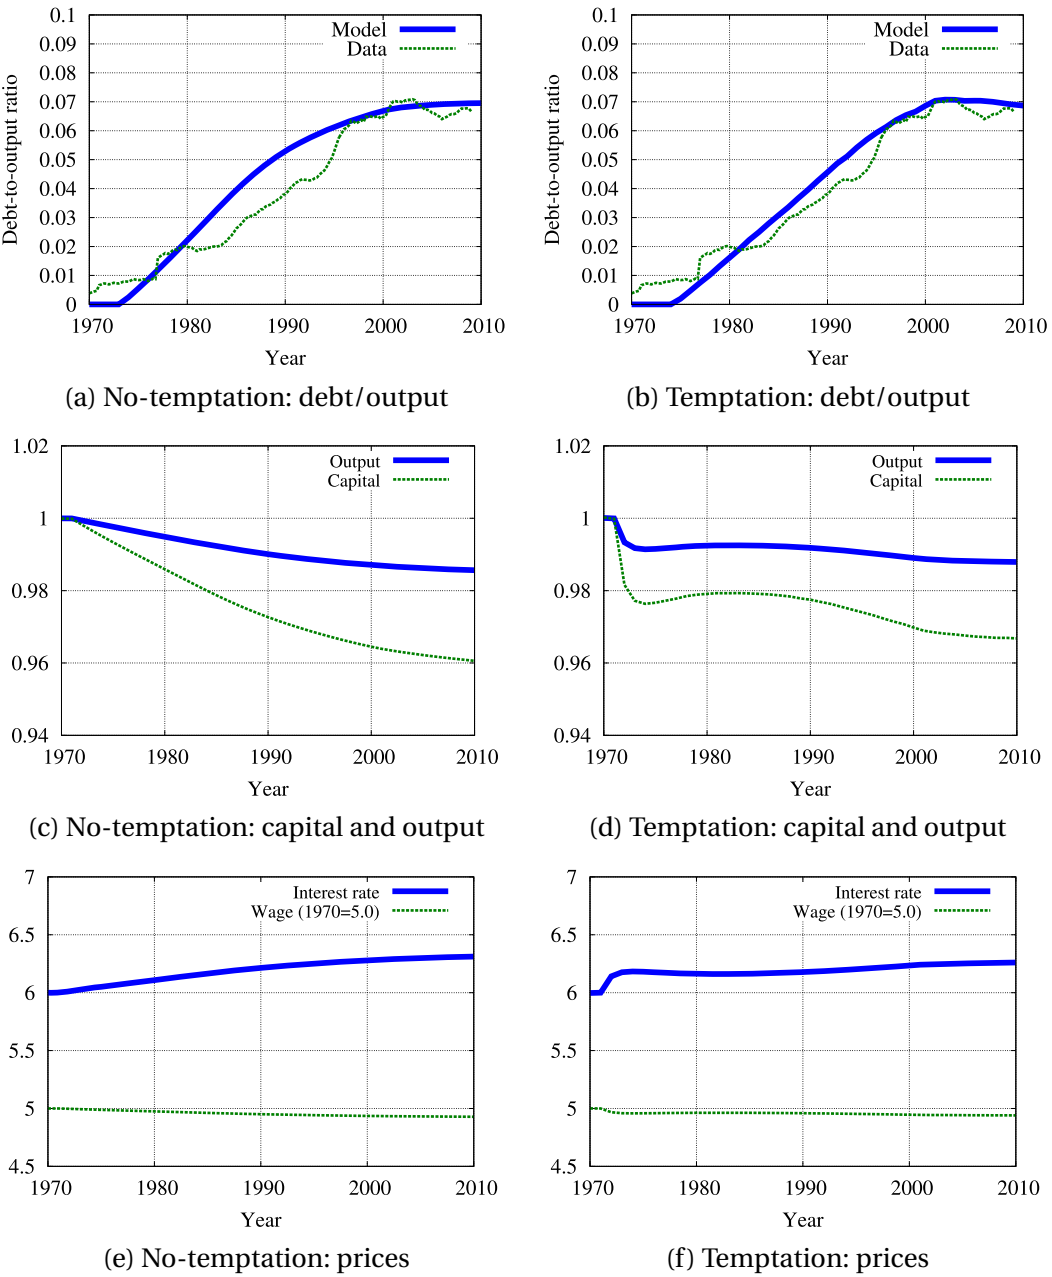 0.1
0.09
0.08
0.07
0.06
0.05
0.04
0.03
0.02
0.01
0
Debt-to-output ratio
Model
Data
1970 1980 1990 2000 2010
Year
(a) No-temptation: debt/output
0.1
0.09
0.08
0.07
0.06
0.05
0.04
0.03
0.02
0.01
0
Debt-to-output ratio
Model
Data
1970 1980 1990 2000 2010
Year
(b) Temptation: debt/output
1.02
1
0.98
0.96
0.94
Output
Capital
1970 1980 1990 2000 2010
Year
(c) No-temptation: capital and output
1.02
1
0.98
0.96
0.94
Output
Capital
1970 1980 1990 2000 2010
Year
(d) Temptation: capital and output
7
6.5
6
5.5
5
4.5
Interest rate
Wage (1970=5.0)
1970 1980 1990 2000 2010
Year
(e) No-temptation: prices
7
6.5
6
5.5
5
4.5
Interest rate
Wage (1970=5.0)
1970 1980 1990 2000 2010
Year
(f) Temptation: prices